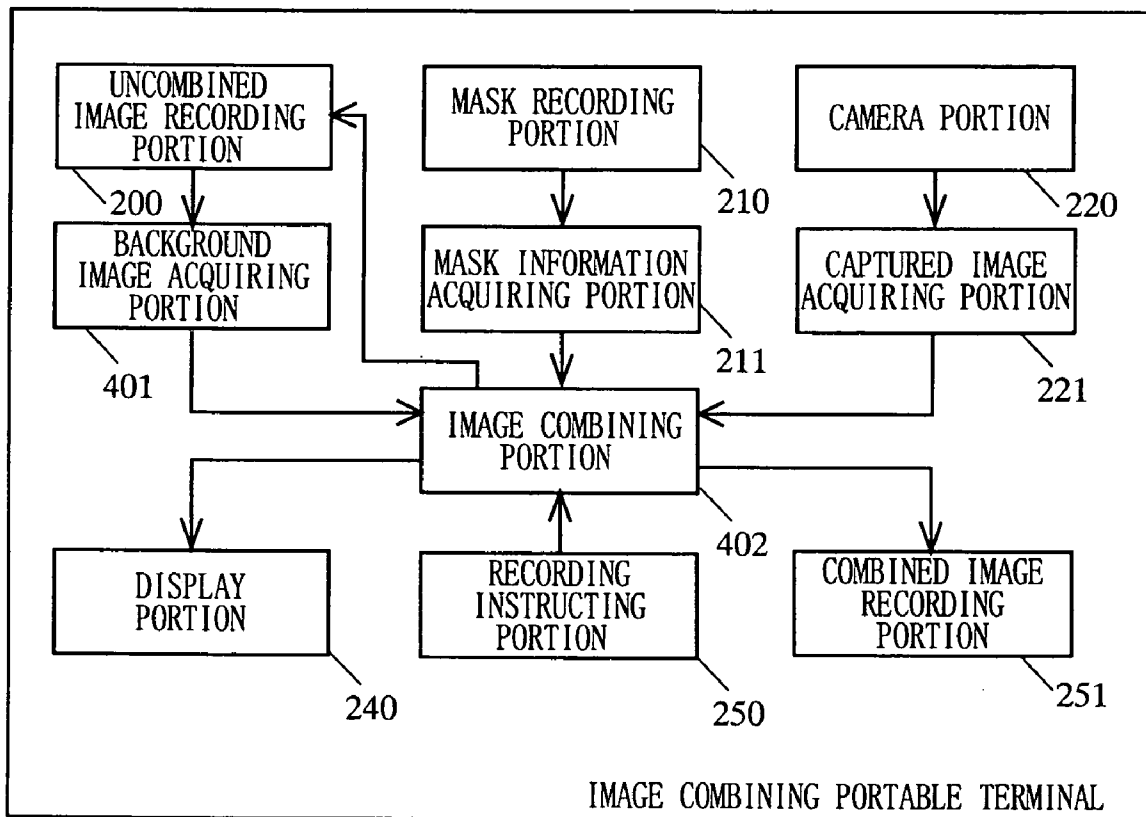 UNCOMBINED
IMAGE RECORDING
PORTION
200
MASK RECORDING
PORTION
210
CAMERA PORTION
220
BACKGROUND
IMAGE ACQUIRING
PORTION
401
MASK INFORMATION
ACQUIRING PORTION
211
CAPTURED IMAGE
ACQUIRING PORTION
221
IMAGE COMBINING
PORTION
402
DISPLAY
PORTION
240
RECORDING
INSTRUCTING
PORTION
250
COMBINED IMAGE
RECORDING
PORTION
251
IMAGE COMBINING PORTABLE TERMINAL